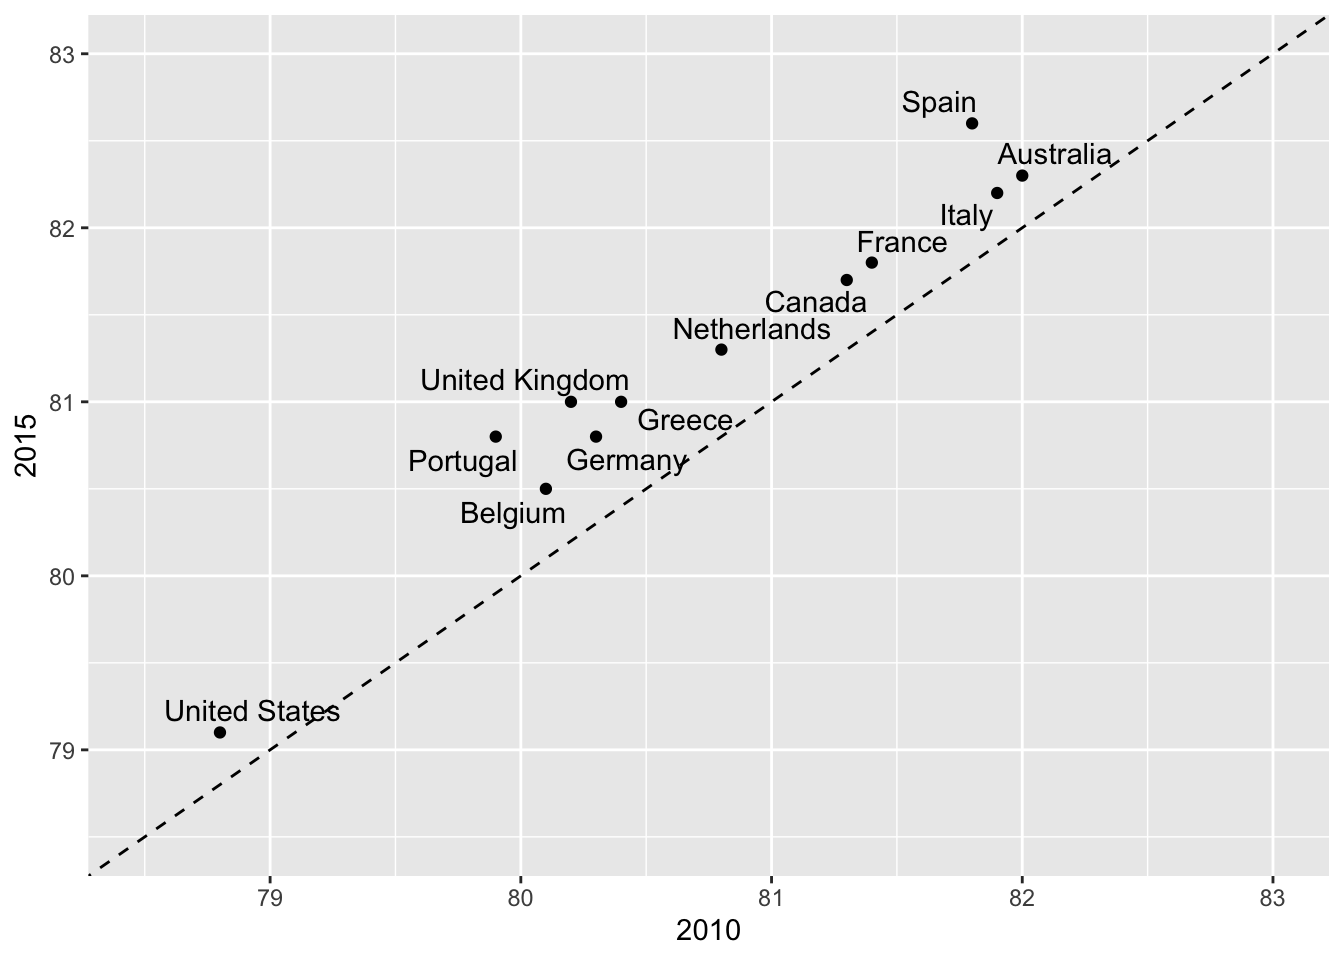 83
Spain
Australia
82
Italy
France
Canada
Netherlands
81
United Kingdom
Greece
Portugal
Germany
Belgium
80
United States
79
2015
79
80
81
82
83
2010